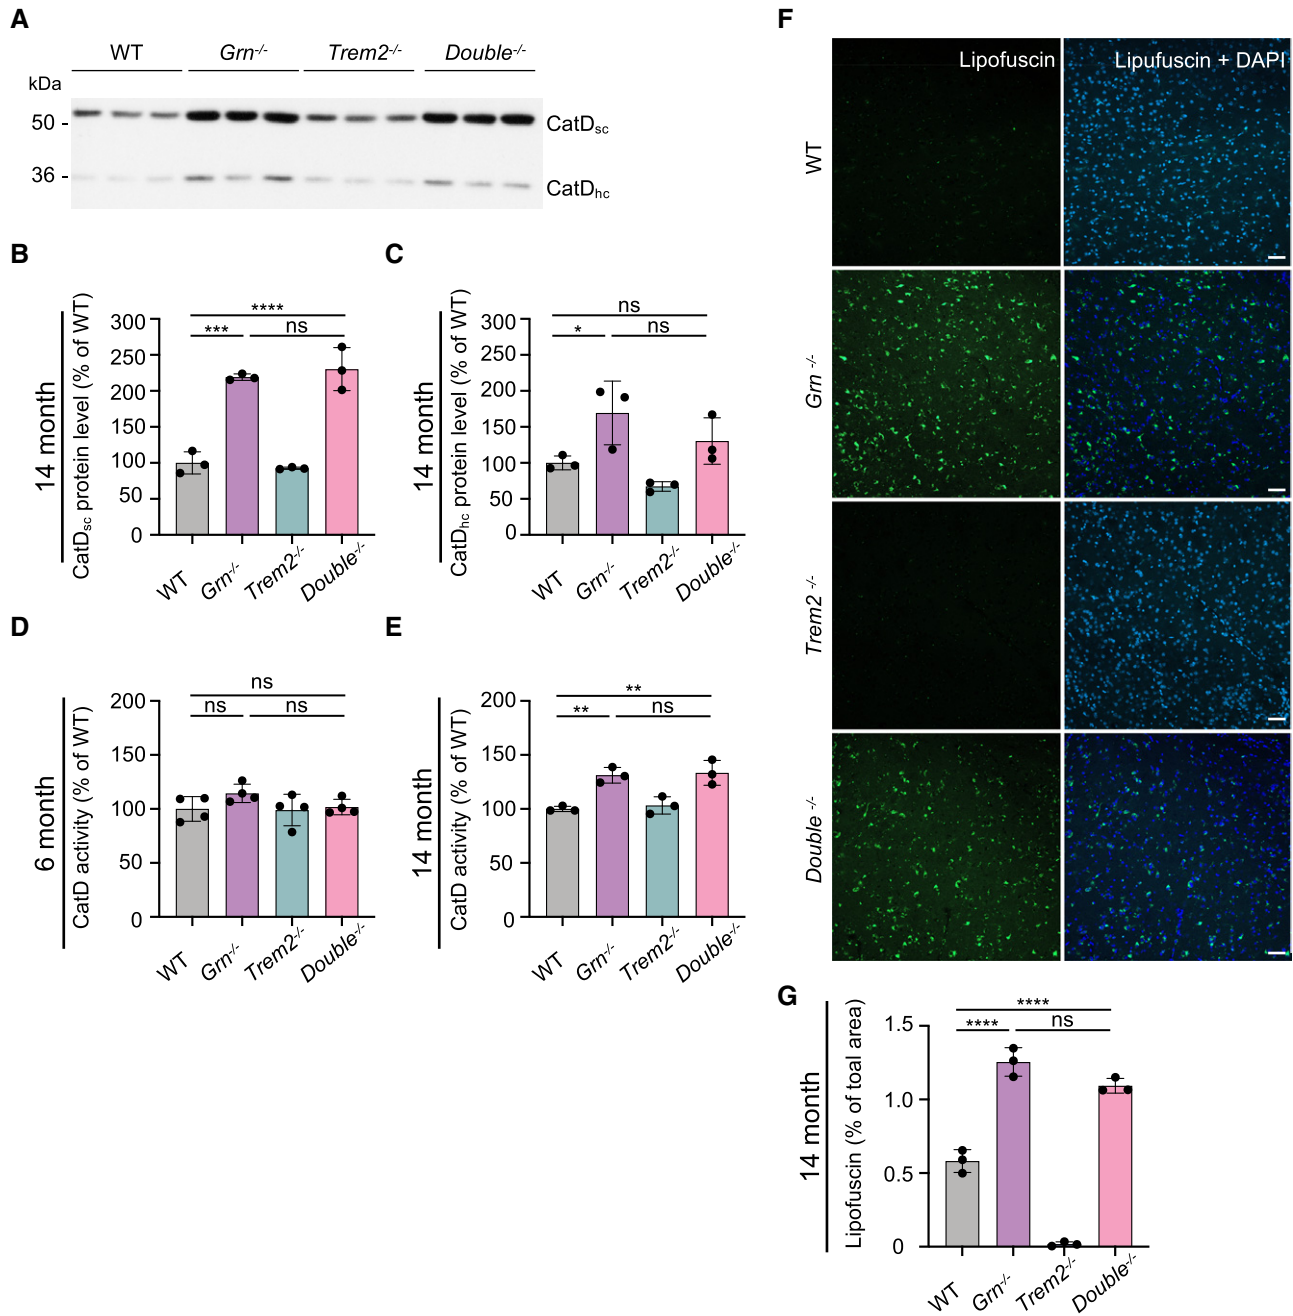 A
WT Grn-/- Trem2-/- Double-/-
kDa
50 -
36 -
CatDsc
CatDhc
B
14 month
CatDsc protein level (% of WT)
300
250
200
150
100
50
0
****
*** ns
WT Grn-/- Trem2-/- Double-/-
C
14 month
CatDhc protein level (% of WT)
300
250
200
150
100
50
0
ns
* ns
WT Grn-/- Trem2-/- Double-/-
D
6 month
CatD activity (% of WT)
200
150
100
50
0
ns
ns ns
WT Grn-/- Trem2-/- Double-/-
E
14 month
CatD activity (% of WT)
200
150
100
50
0
**
** ns
WT Grn-/- Trem2-/- Double-/-
F
Lipofuscin Lipufuscin + DAPI
WT
Grn -/-
Trem2 -/-
Double -/-
G
14 month
Lipofuscin (% of toal area)
1.5
1.0
0.5
0
****
**** ns
WT Grn-/- Trem2-/- Double-/-